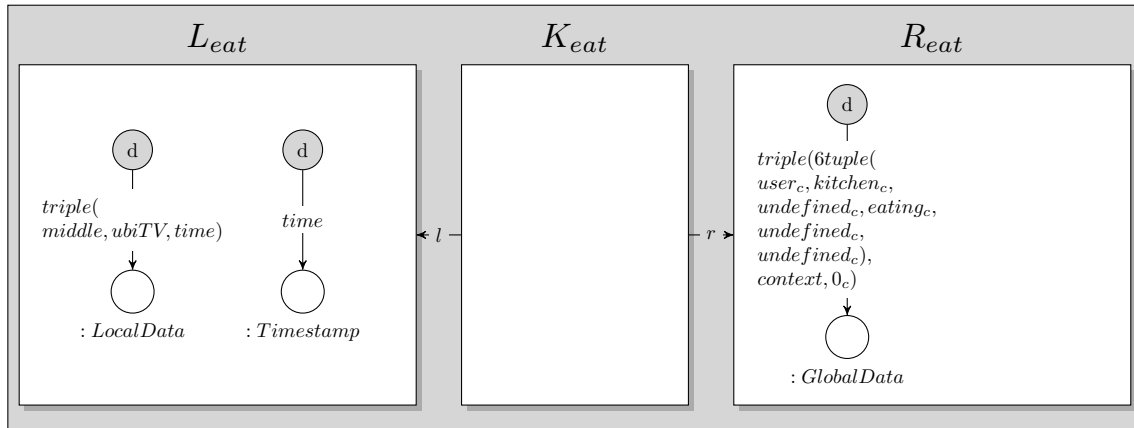 L_eat
K_eat
R_eat
d
d
triple(
middle, ubiTV, time)
time
: LocalData
: Timestamp
l
r
d
triple(6tuple(
user_c, kitchen_c,
undefined_c, eating_c,
undefined_c,
undefined_c),
context, 0_c)
: GlobalData